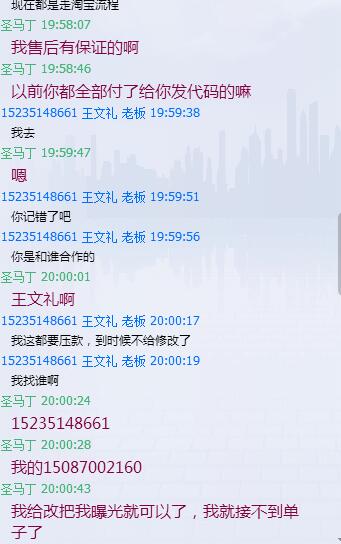 现在都是走淘宝流程
圣马丁 19:58:07
我售后有保证的啊
圣马丁 19:58:46
以前你都全部付了给你发代码的嘛
15235148661 王文礼 老板 19:59:38
我去
圣马丁 19:59:47
嗯
15235148661 王文礼 老板 19:59:51
你记错了吧
15235148661 王文礼 老板 19:59:56
你是和谁合作的
圣马丁 20:00:01
王文礼啊
15235148661 王文礼 老板 20:00:17
我这都要压款，到时候不给修改了
15235148661 王文礼 老板 20:00:19
我找谁啊
圣马丁 20:00:24
15235148661
圣马丁 20:00:28
我的15087002160
圣马丁 20:00:43
我给改把我曝光就可以了，我就接不到单
子了